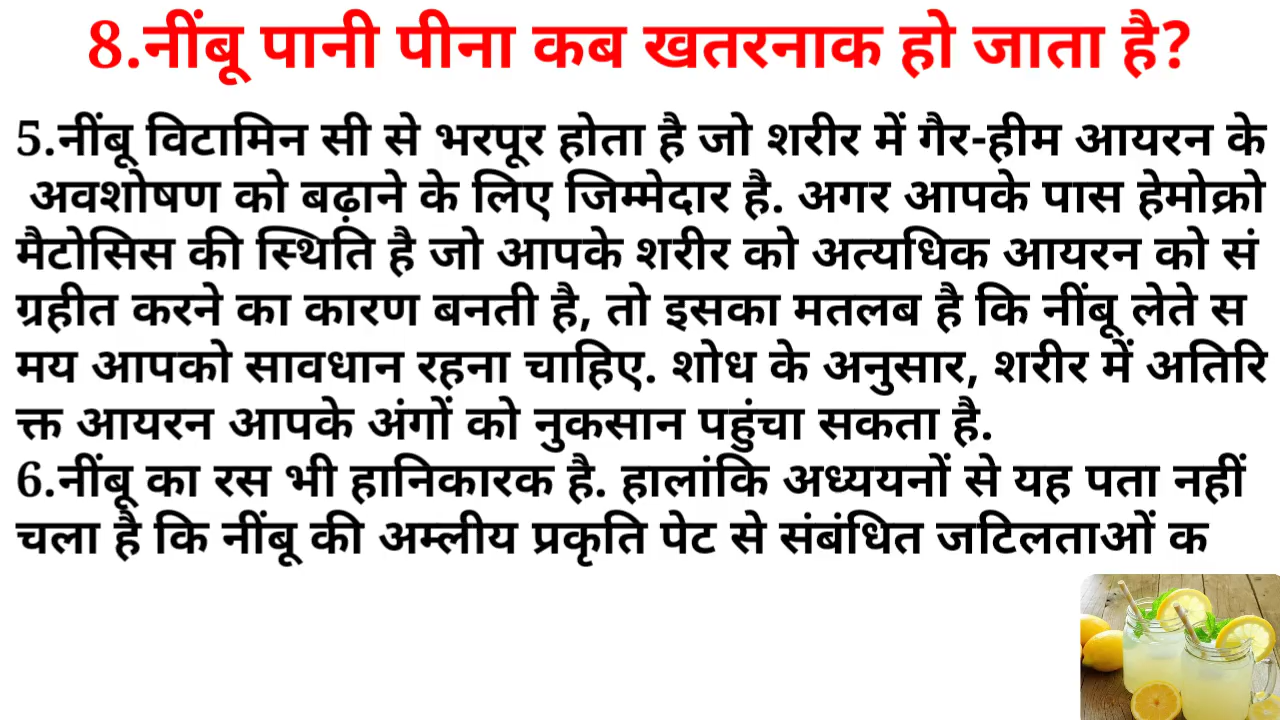 8.नींबू पानी पीना कब खतरनाक हो जाता है?
5.नींबू विटामिन सी से भरपूर होता है जो शरीर में गैर-हीम आयरन के
अवशोषण को बढ़ाने के लिए जिम्मेदार है. अगर आपके पास हेमोक्रो
मैटोसिस की स्थिति है जो आपके शरीर को अत्यधिक आयरन को सं
ग्रहीत करने का कारण बनती है, तो इसका मतलब है कि नींबू लेते स
मय आपको सावधान रहना चाहिए. शोध के अनुसार, शरीर में अतिरि
क्त आयरन आपके अंगों को नुकसान पहुंचा सकता है.
6.नींबू का रस भी हानिकारक है. हालांकि अध्ययनों से यह पता नहीं
चला है कि नींबू की अम्लीय प्रकृति पेट से संबंधित जटिलताओं क